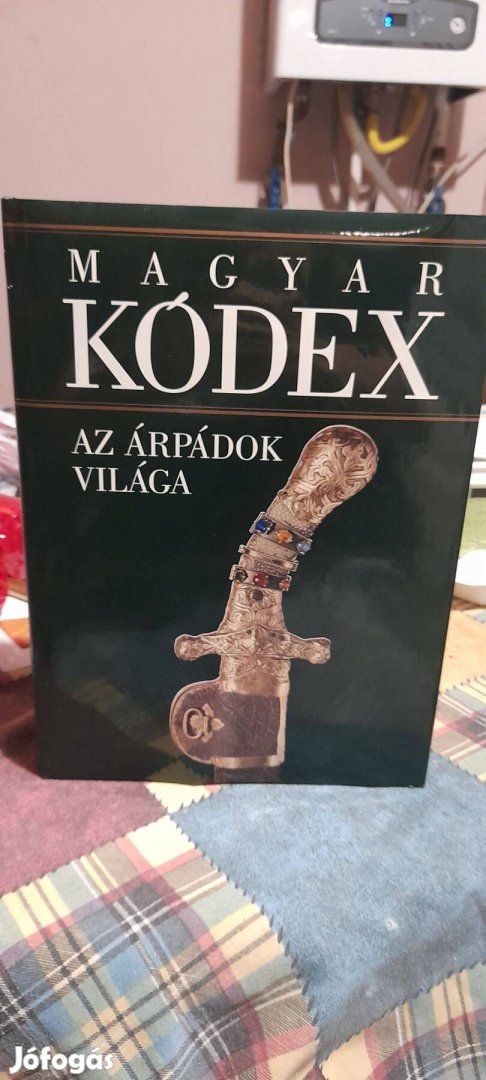 MAGYAR
KÓDEX
AZ ÁRPÁDOK
VILÁGA
Jófogás